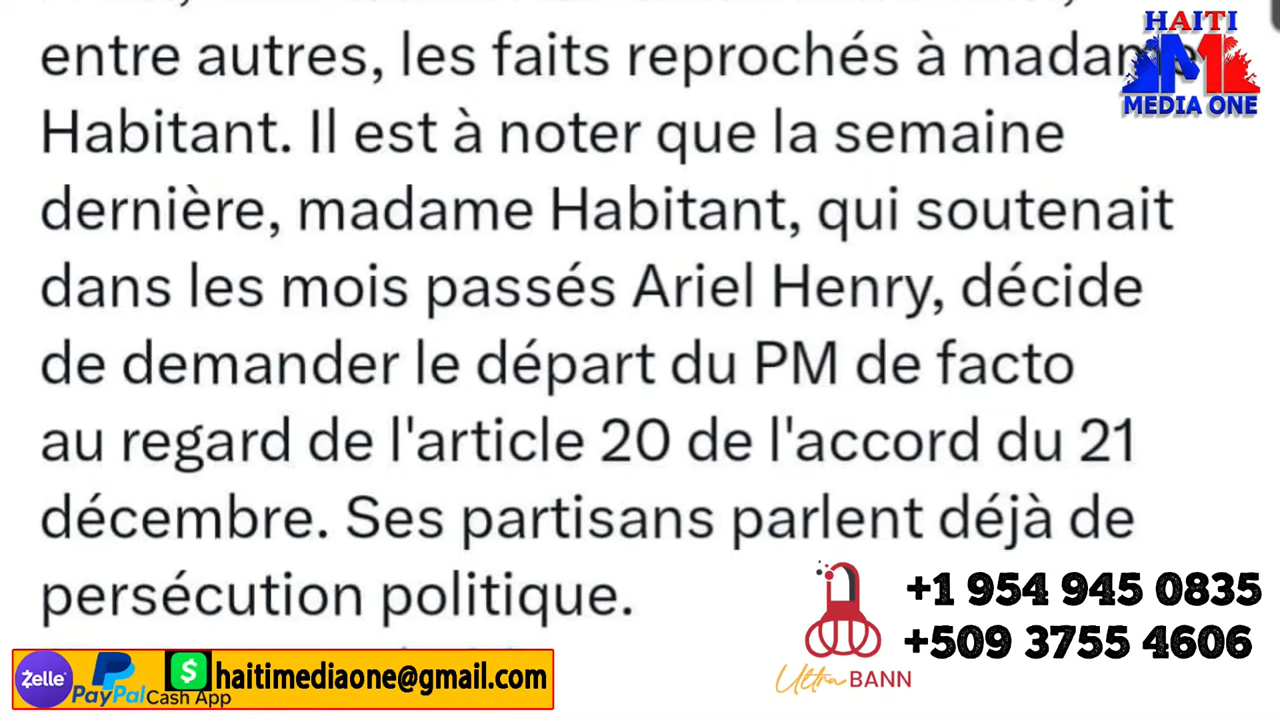 entre autres, les faits reprochés à madame
Habitant. Il est à noter que la semaine
dernière, madame Habitant, qui soutenait
dans les mois passés Ariel Henry, décide
de demander le départ du PM de facto
au regard de l'article 20 de l'accord du 21
décembre. Ses partisans parlent déjà de
persécution politique.
HAITI
M
MEDIA ONE
+1 954 945 0835
+509 3755 4606
Ultra BANN
Zelle
PayPal
Cash App
$
haitimediaone@gmail.com